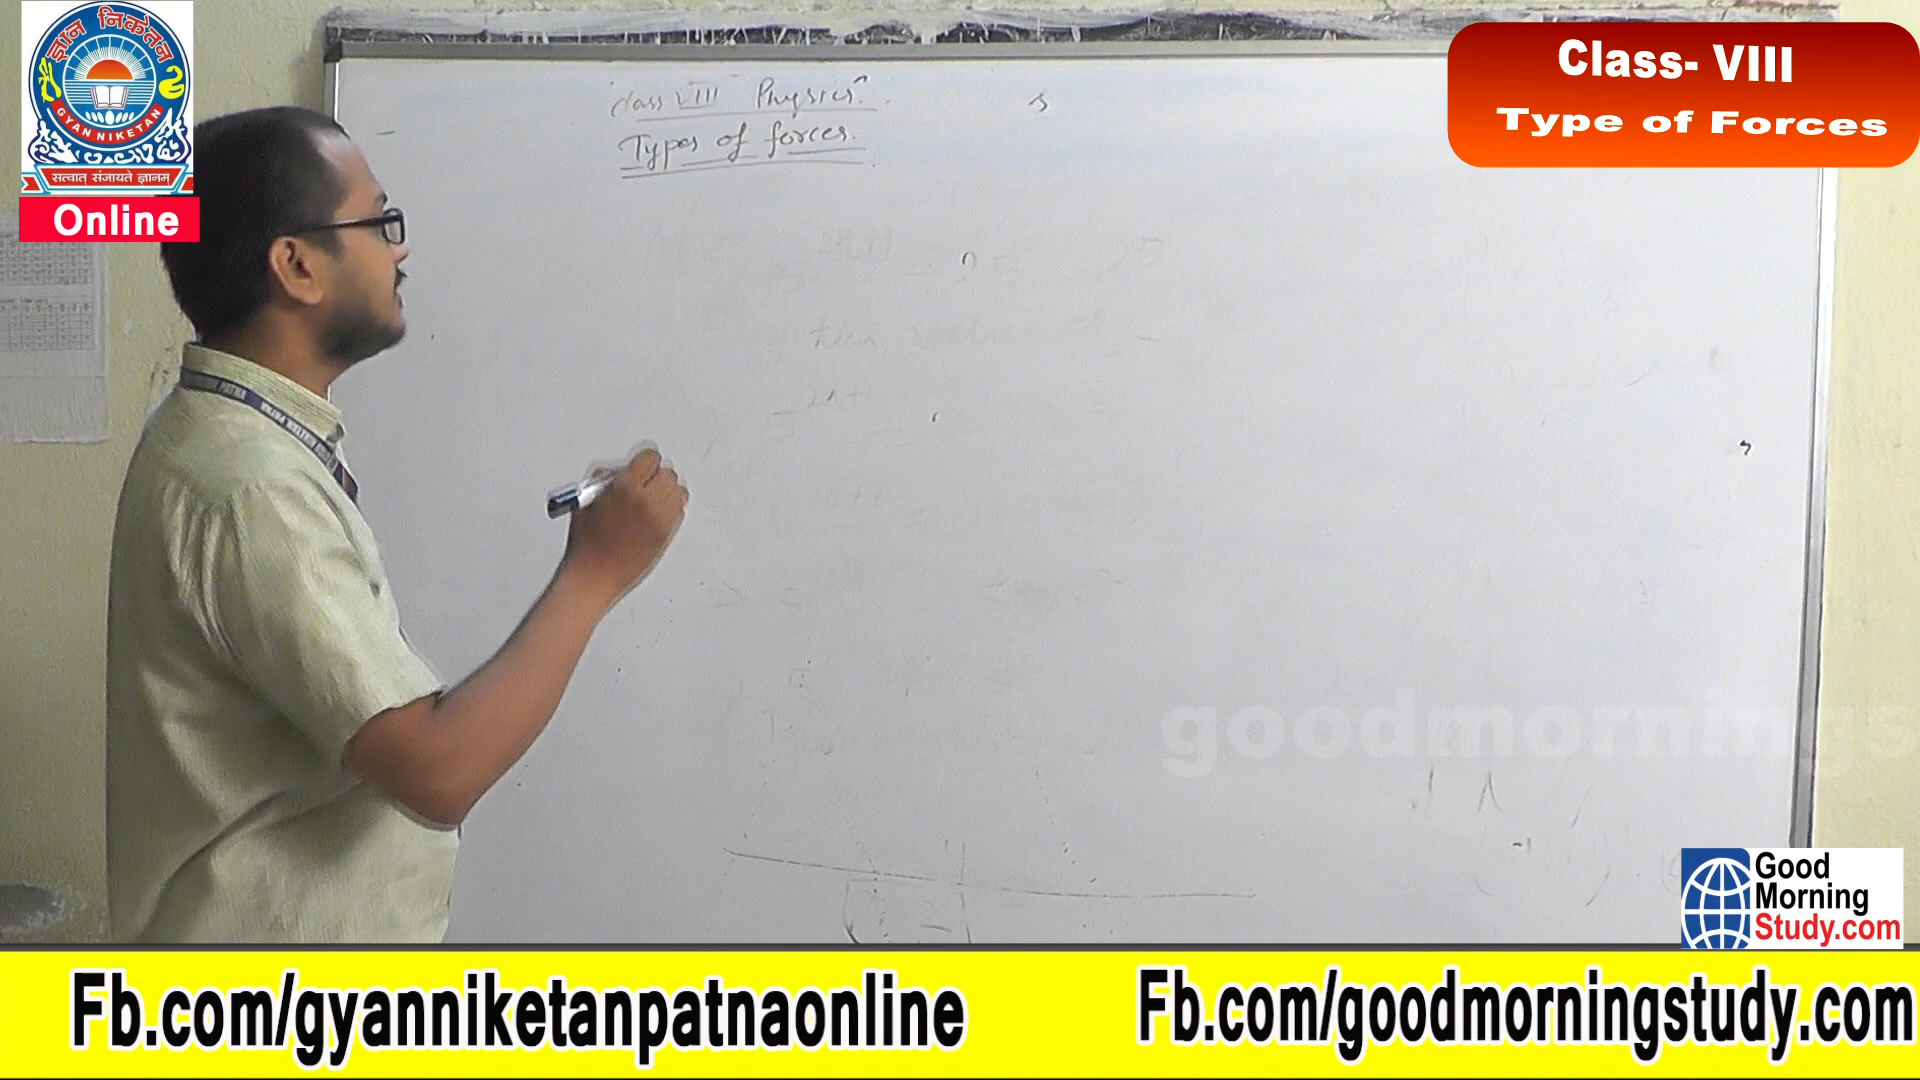 ज्ञान निकेतन
GYAN NIKETAN
सत्वात् संजायते ज्ञानम्
Online
Class VIII Physics
Types of forces.
Class- VIII
Type of Forces
PATNA
goodmornings
Good
Morning
Study.com
Fb.com/gyanniketanpatnaonline
Fb.com/goodmorningstudy.com